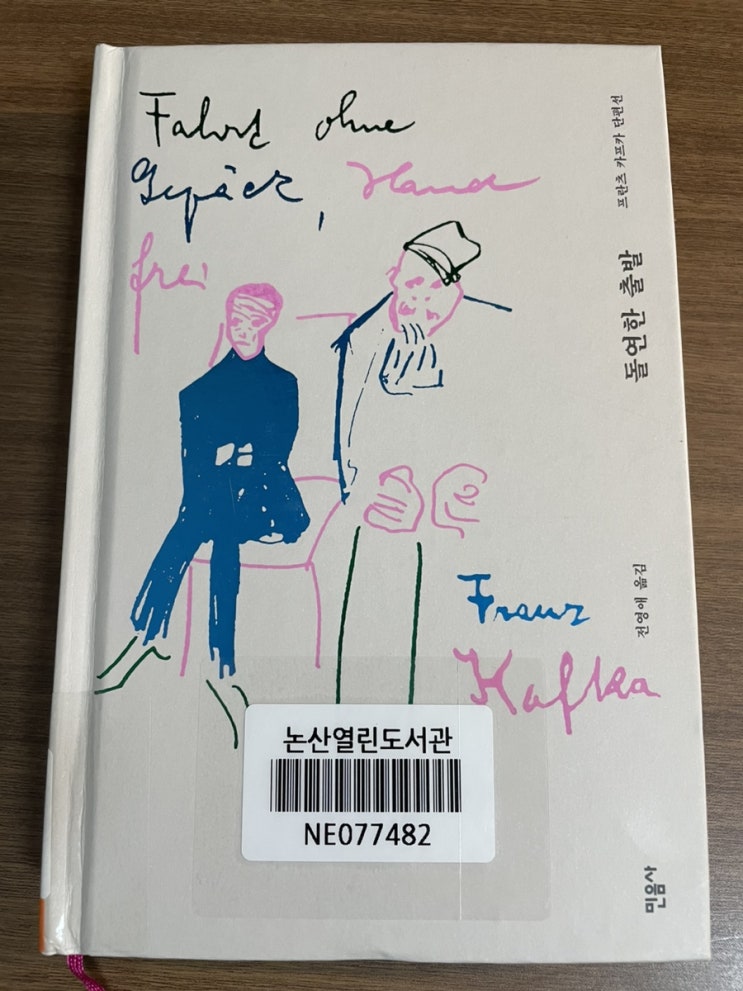 Fahrt ohne
Gepäck, Hand
frei
프란츠 카프카 단편선
돌연한 출발
전영애 옮김
Franz
Kafka
논산열린도서관
NE077482
민음사